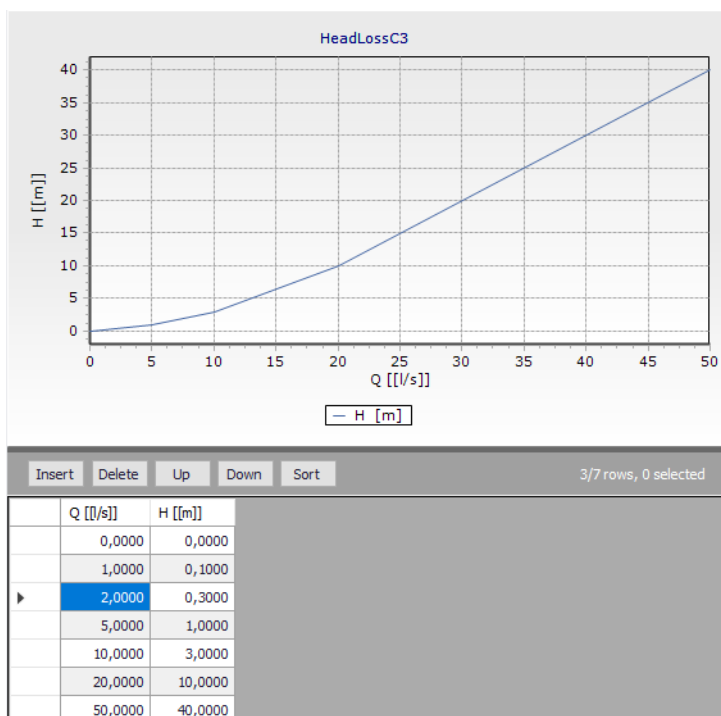 HeadLossC3
40
35
30
25
20
15
10
5
0
H [[m]]
0 5 10 15 20 25 30 35 40 45 50
Q [[l/s]]
H [m]
Insert Delete Up Down Sort 3/7 rows, 0 selected
Q [[l/s]] H [[m]]
0,0000 0,0000
1,0000 0,1000
2,0000 0,3000
5,0000 1,0000
10,0000 3,0000
20,0000 10,0000
50,0000 40,0000